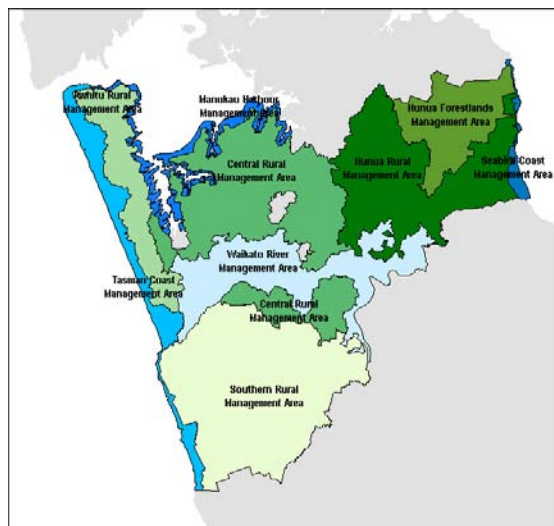 Awhitu Rural
Management Area
Manukau Harbour
Management Area
Hunua Forestlands
Management Area
Central Rural
Management Area
Hunua Rural
Management Area
Seabird Coast
Management Area
Waikato River
Management Area
Tasman Coast
Management Area
Central Rural
Management Area
Southern Rural
Management Area